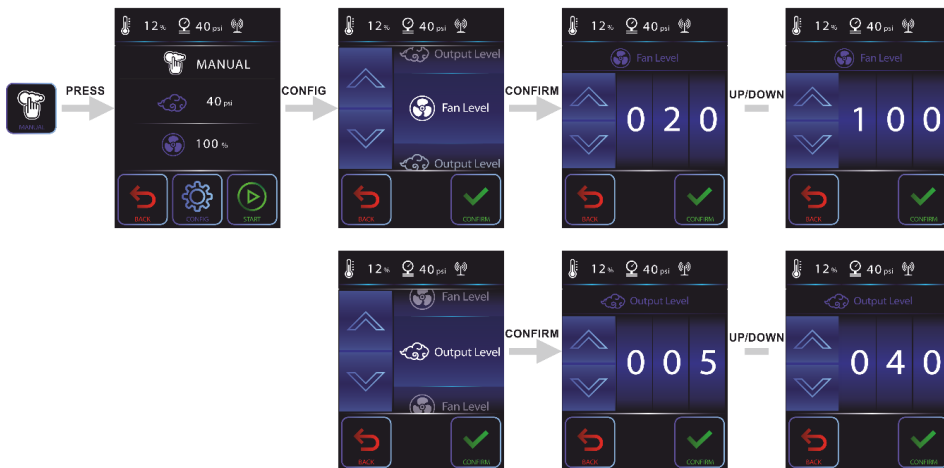 MANUAL
PRESS
12 % 40 psi
MANUAL
40 psi
100 %
BACK
CONFIG
START
CONFIG
12 % 40 psi
Output Level
Fan Level
Output Level
BACK
CONFIRM
CONFIRM
12 % 40 psi
Fan Level
0 2 0
BACK
CONFIRM
UP/DOWN
12 % 40 psi
Fan Level
1 0 0
BACK
CONFIRM
12 % 40 psi
Fan Level
Output Level
Fan Level
BACK
CONFIRM
CONFIRM
12 % 40 psi
Output Level
0 0 5
BACK
CONFIRM
UP/DOWN
12 % 40 psi
Output Level
0 4 0
BACK
CONFIRM